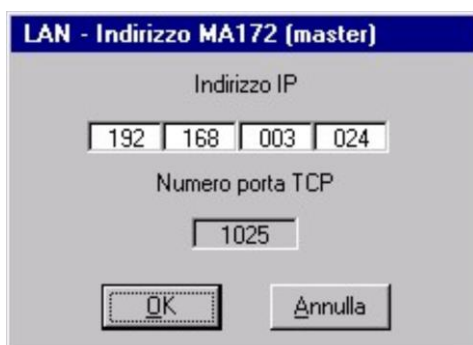 LAN - Indirizzo MA172 (master)
Indirizzo IP
192 168 003 024
Numero porta TCP
1025
OK Annulla